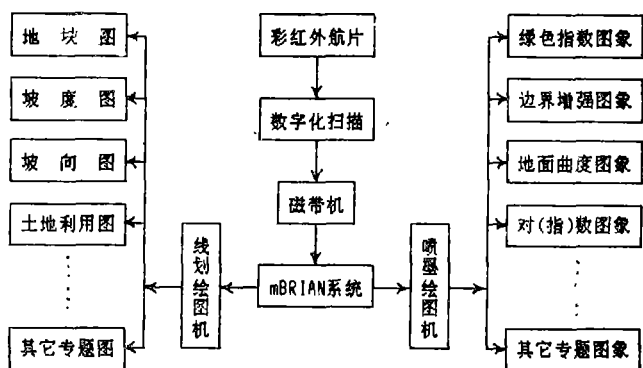 地块图
彩红外航片
绿色指数图象
坡度图
数字化扫描
边界增强图象
坡向图
磁带机
地面曲度图象
土地利用图
对(指)数图象
线划绘图机
mBRIAN系统
喷墨绘图机
其它专题图
其它专题图象